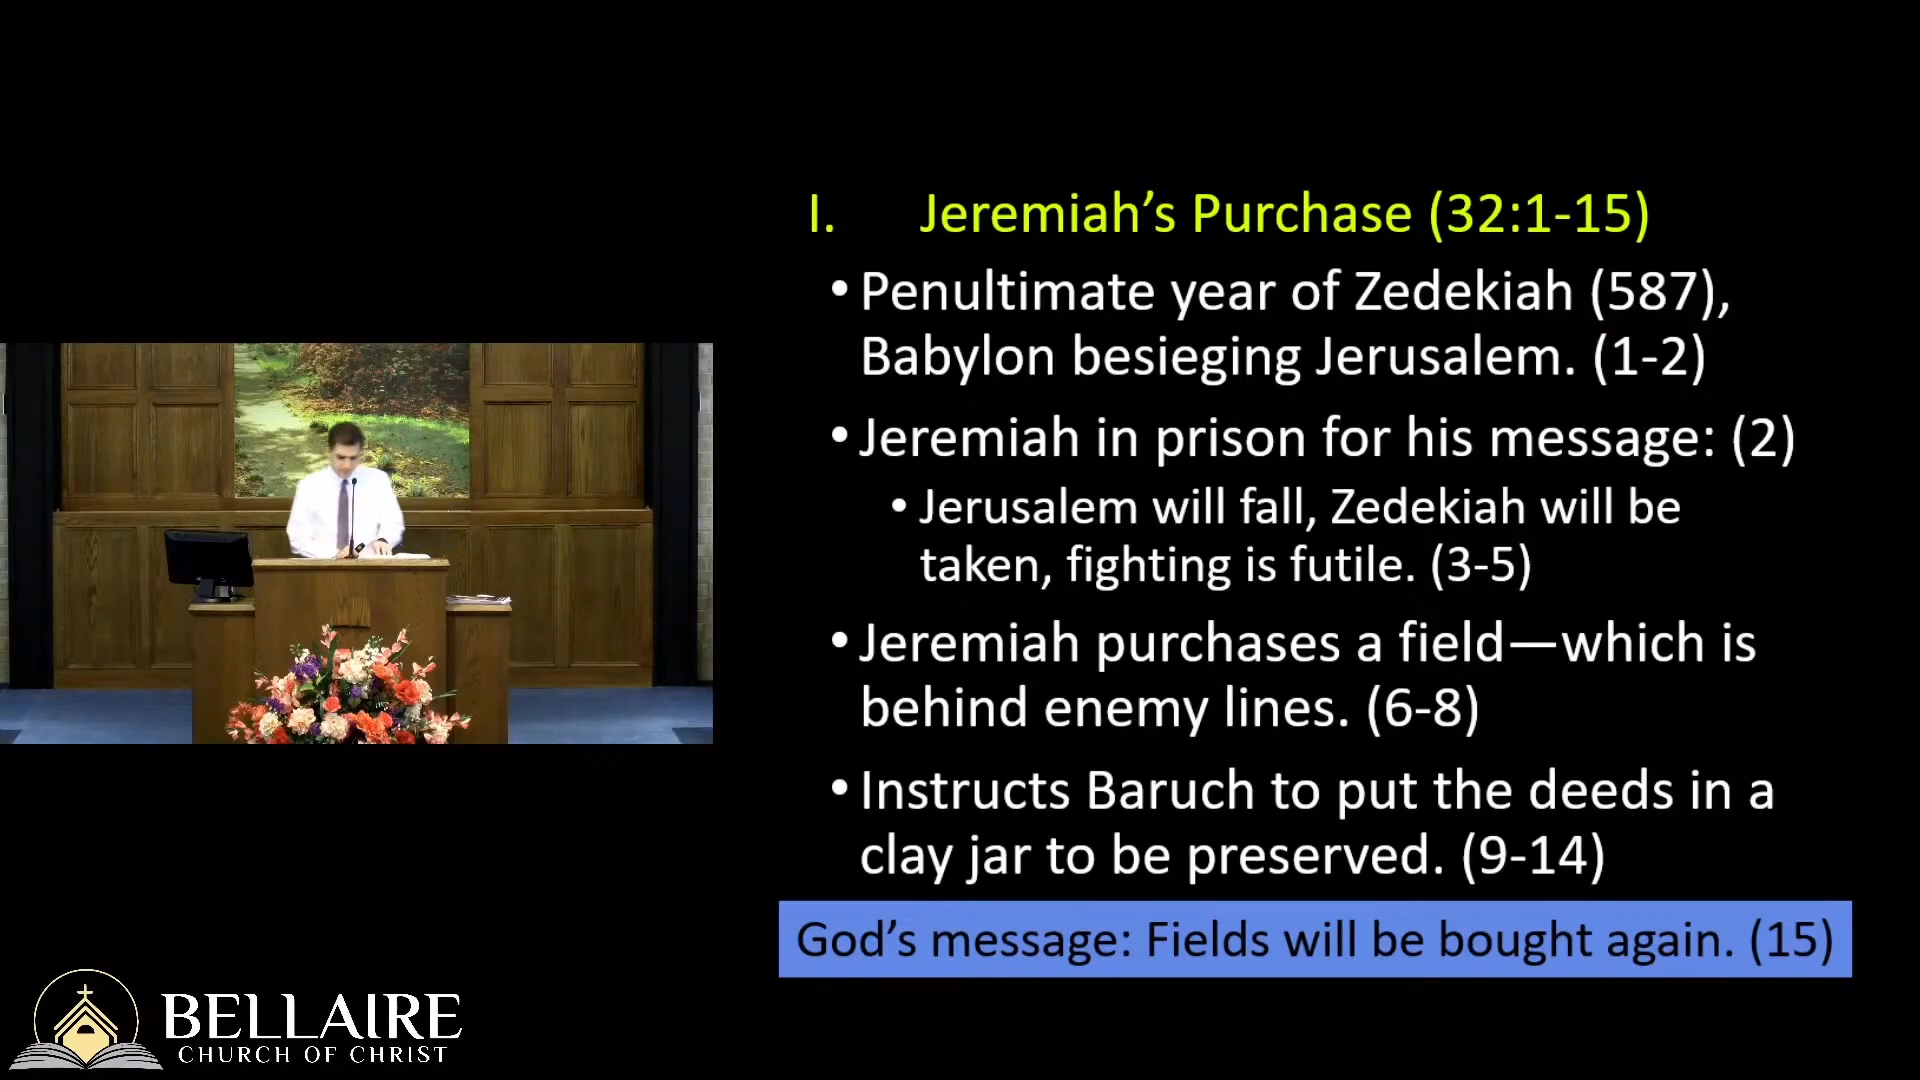 I. Jeremiah’s Purchase (32:1-15)
• Penultimate year of Zedekiah (587),
Babylon besieging Jerusalem. (1-2)
• Jeremiah in prison for his message: (2)
• Jerusalem will fall, Zedekiah will be
taken, fighting is futile. (3-5)
• Jeremiah purchases a field—which is
behind enemy lines. (6-8)
• Instructs Baruch to put the deeds in a
clay jar to be preserved. (9-14)
God’s message: Fields will be bought again. (15)
BELLAIRE
CHURCH OF CHRIST